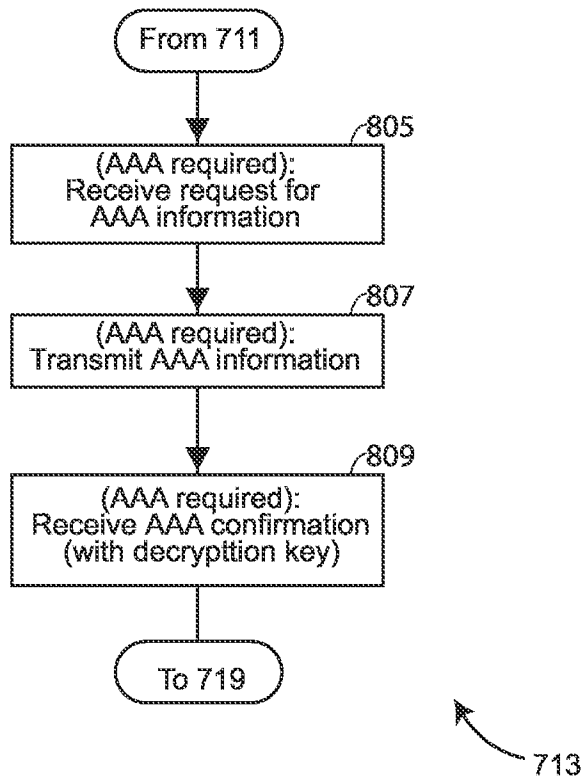 From 711
805
(AAA required):
Receive request for
AAA information
807
(AAA required):
Transmit AAA information
809
(AAA required):
Receive AAA confirmation
(with decrypttion key)
To 719
713